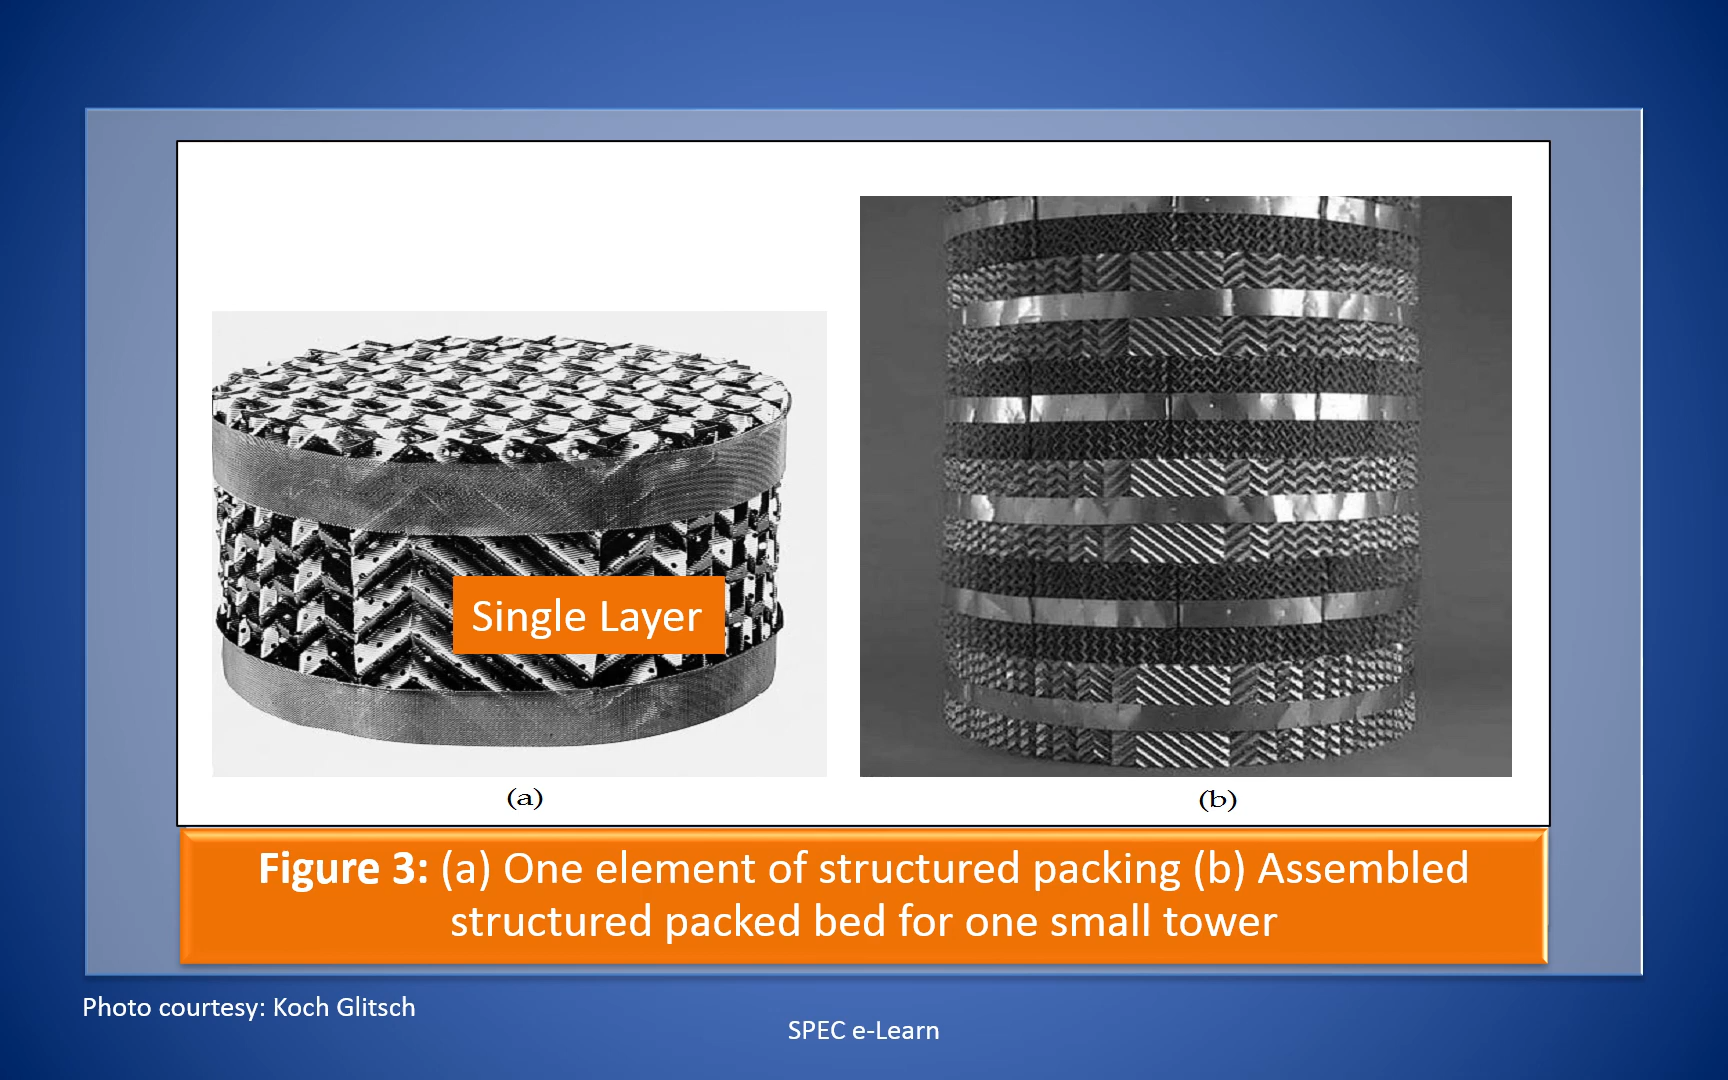 Single Layer
(a)
(b)
Figure 3: (a) One element of structured packing (b) Assembled
structured packed bed for one small tower
Photo courtesy: Koch Glitsch
SPEC e-Learn